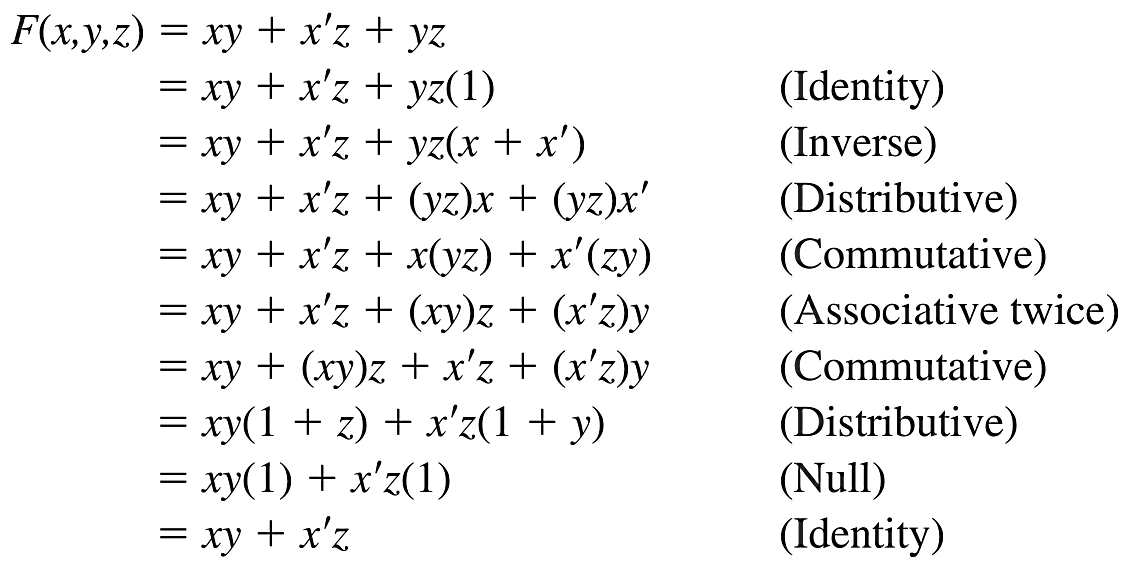 F(x,y,z) = xy + x'z + yz
= xy + x'z + yz(1) (Identity)
= xy + x'z + yz(x + x') (Inverse)
= xy + x'z + (yz)x + (yz)x' (Distributive)
= xy + x'z + x(yz) + x'(zy) (Commutative)
= xy + x'z + (xy)z + (x'z)y (Associative twice)
= xy + (xy)z + x'z + (x'z)y (Commutative)
= xy(1 + z) + x'z(1 + y) (Distributive)
= xy(1) + x'z(1) (Null)
= xy + x'z (Identity)